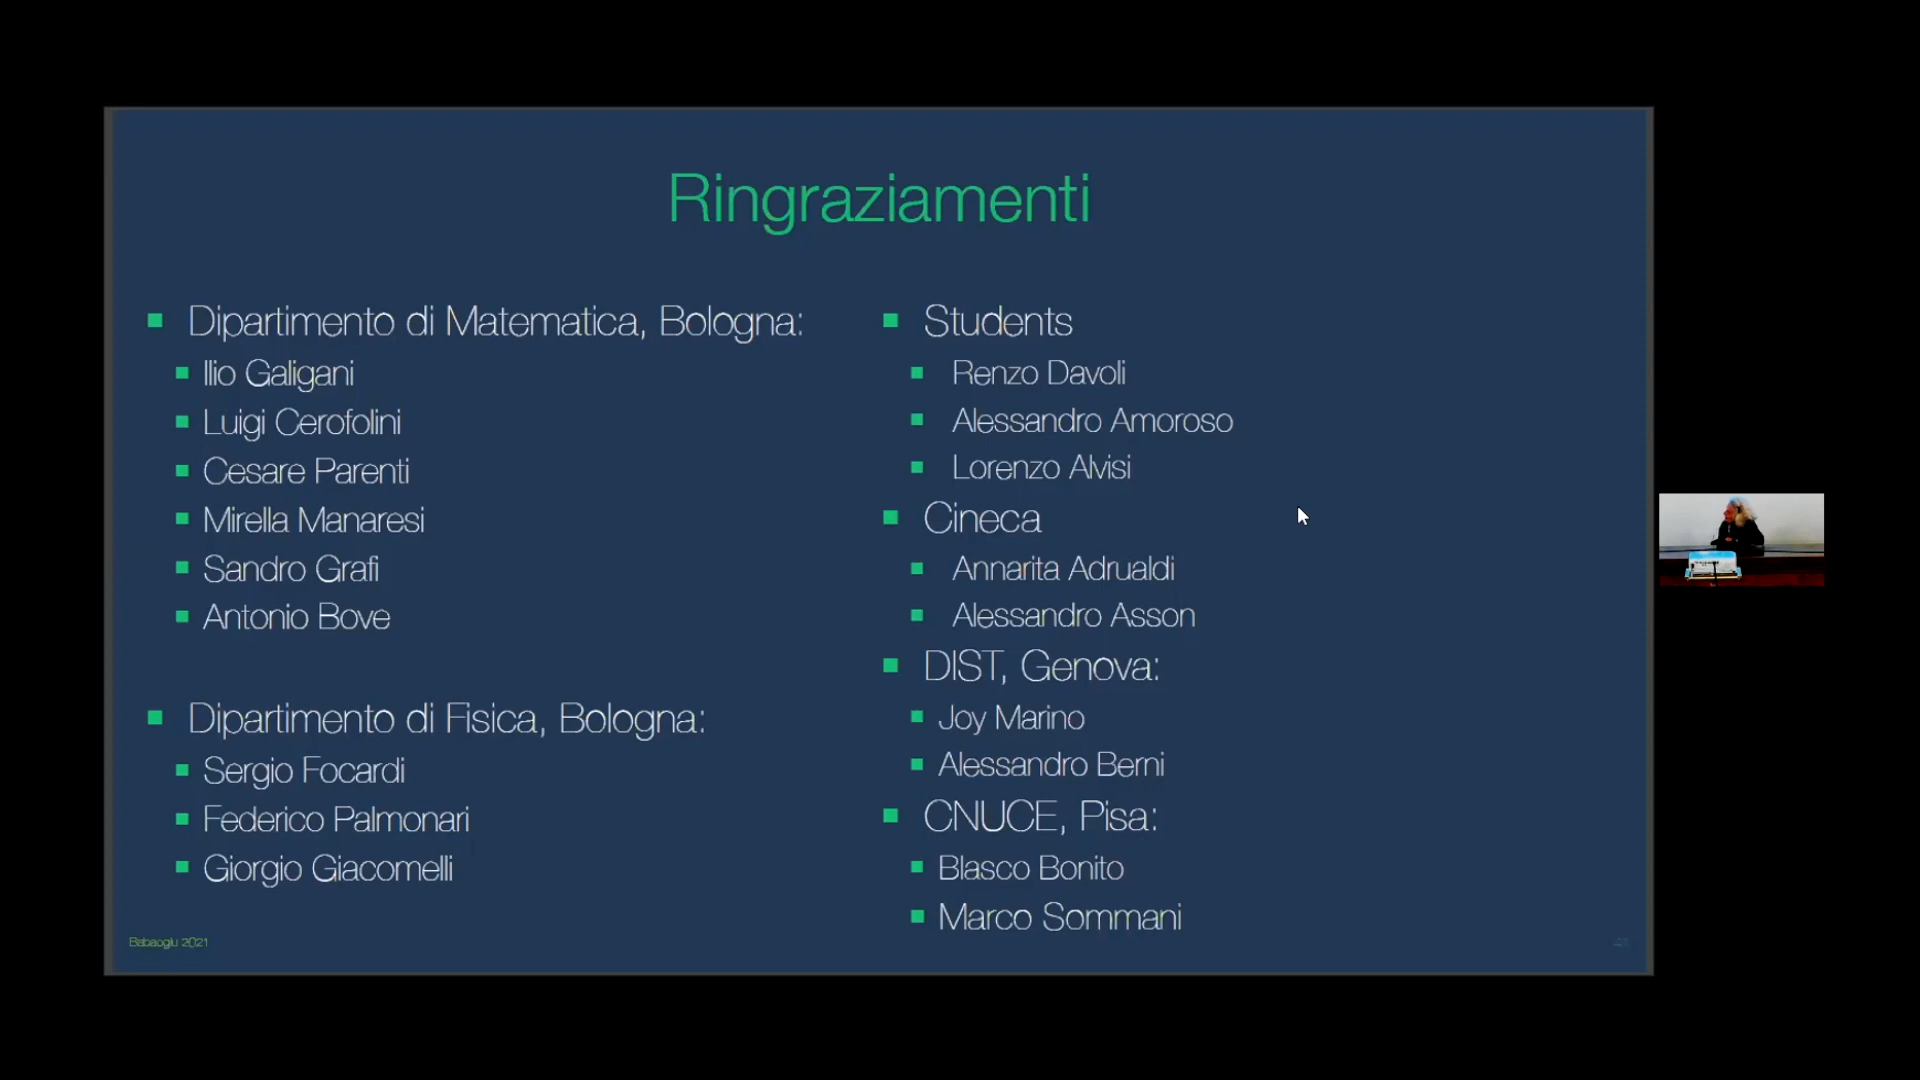 Ringraziamenti
Dipartimento di Matematica, Bologna:
Ilio Galigani
Luigi Cerofolini
Cesare Parenti
Mirella Manaresi
Sandro Grafi
Antonio Bove
Dipartimento di Fisica, Bologna:
Sergio Focardi
Federico Palmonari
Giorgio Giacomelli
Students
Renzo Davoli
Alessandro Amoroso
Lorenzo Alvisi
Cineca
Annarita Adrualdi
Alessandro Asson
DIST, Genova:
Joy Marino
Alessandro Berni
CNUCE, Pisa:
Blasco Bonito
Marco Sommani
Babaoglu 2021